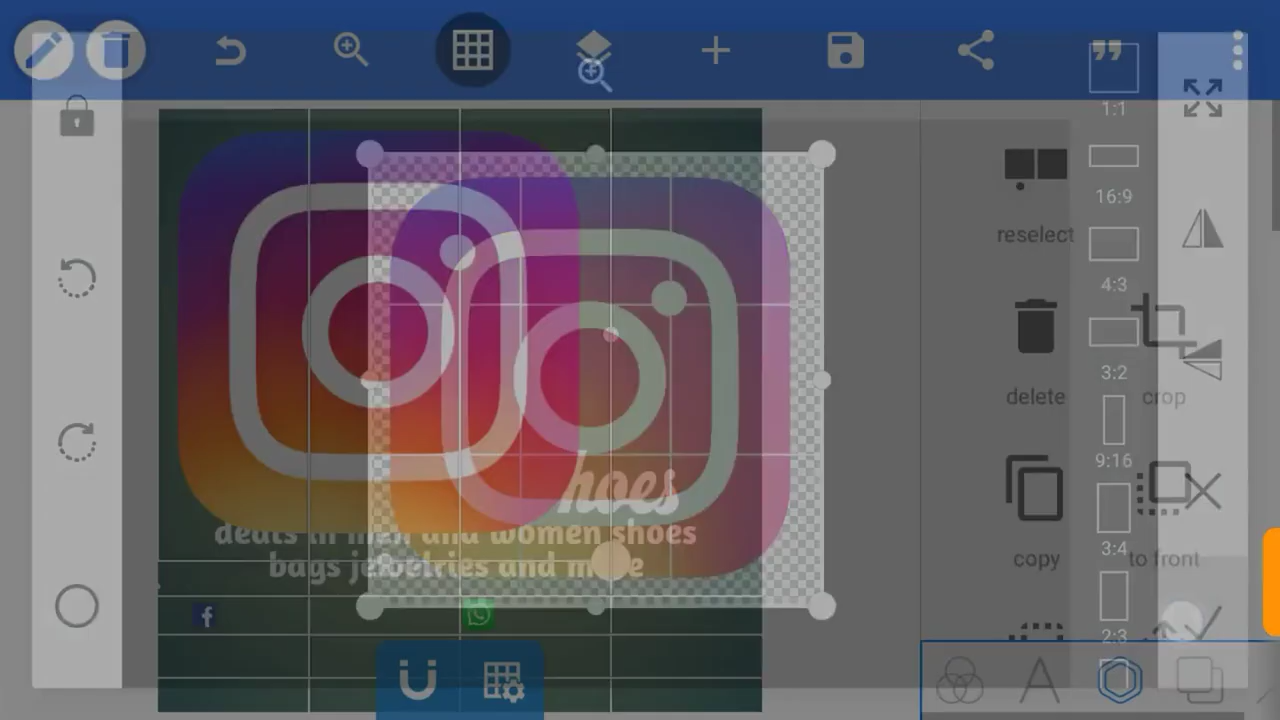 1:1
16:9
reselect
4:3
3:2
delete
crop
9:16
hoes
deals in men and women shoes
3:4
copy
to front
2:3